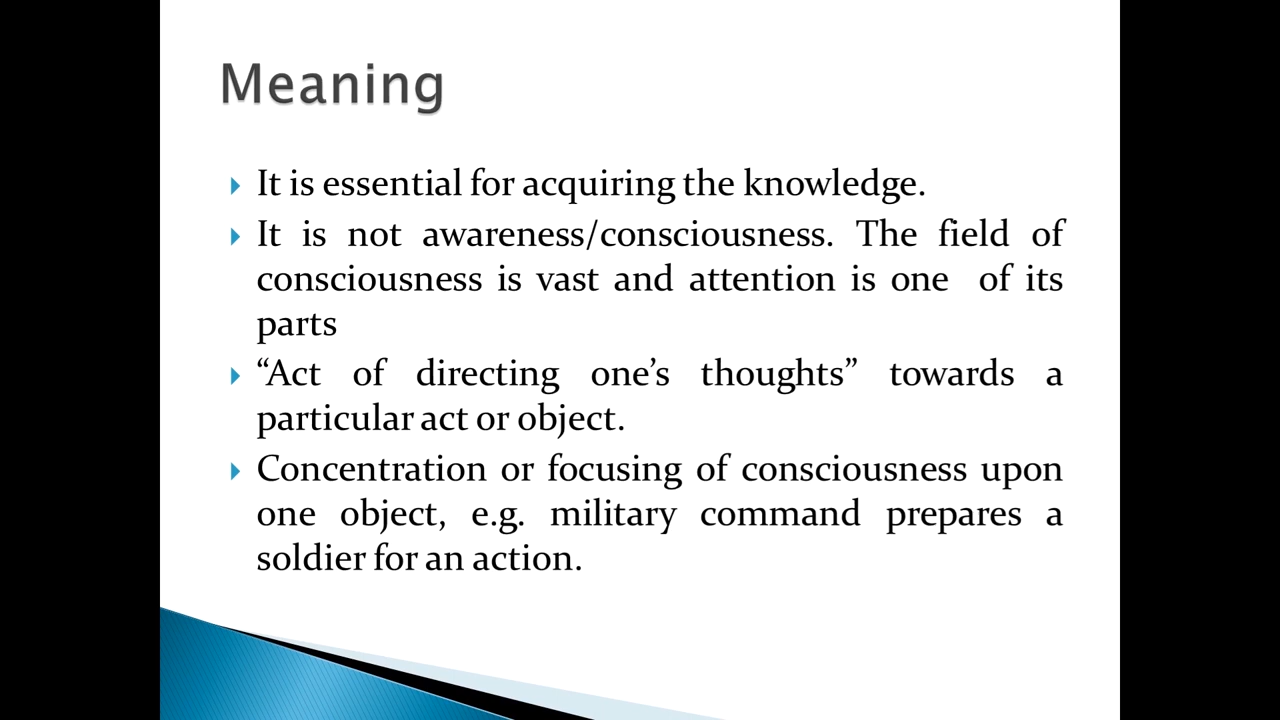 Meaning
It is essential for acquiring the knowledge.
It is not awareness/consciousness. The field of
consciousness is vast and attention is one of its
parts
“Act of directing one’s thoughts” towards a
particular act or object.
Concentration or focusing of consciousness upon
one object, e.g. military command prepares a
soldier for an action.